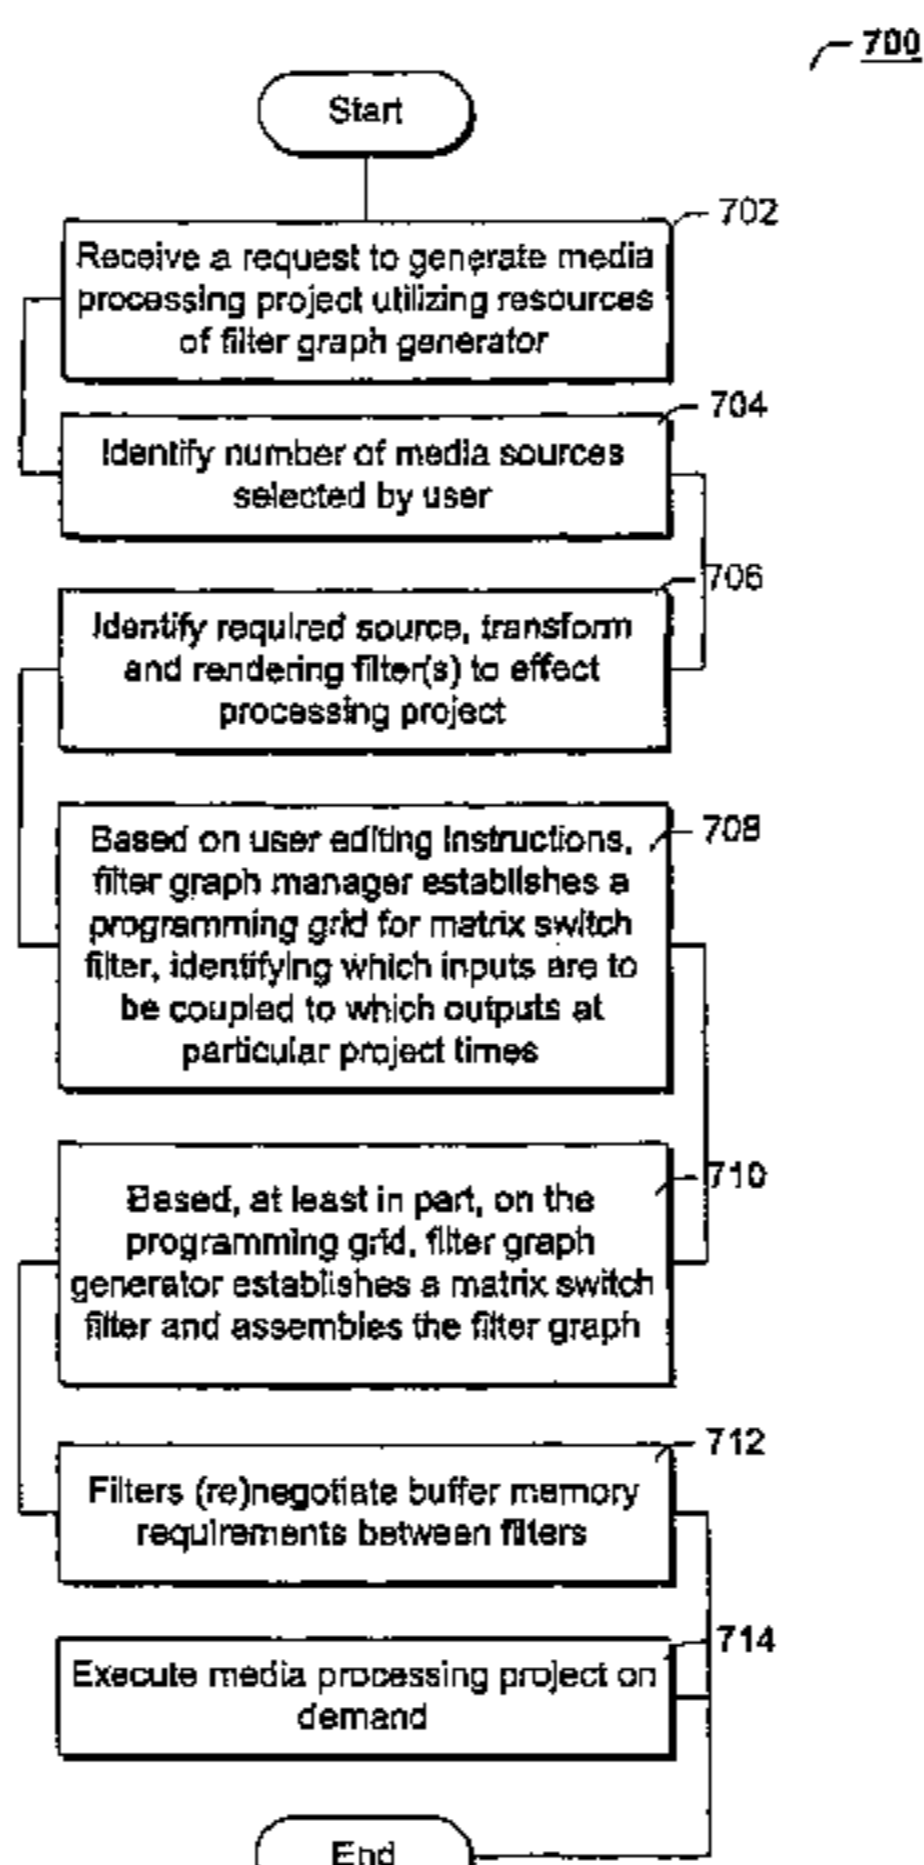 700
Start
702
Receive a request to generate media
processing project utilizing resources
of filter graph generator
704
Identify number of media sources
selected by user
706
Identify required source, transform
and rendering filter(s) to effect
processing project
708
Based on user editing instructions,
filter graph manager establishes a
programming grid for matrix switch
filter, identifying which inputs are to
be coupled to which outputs at
particular project times
710
Based, at least in part, on the
programming grid, filter graph
generator establishes a matrix switch
filter and assembles the filter graph
712
Filters (re)negotiate buffer memory
requirements between filters
714
Execute media processing project on
demand
End